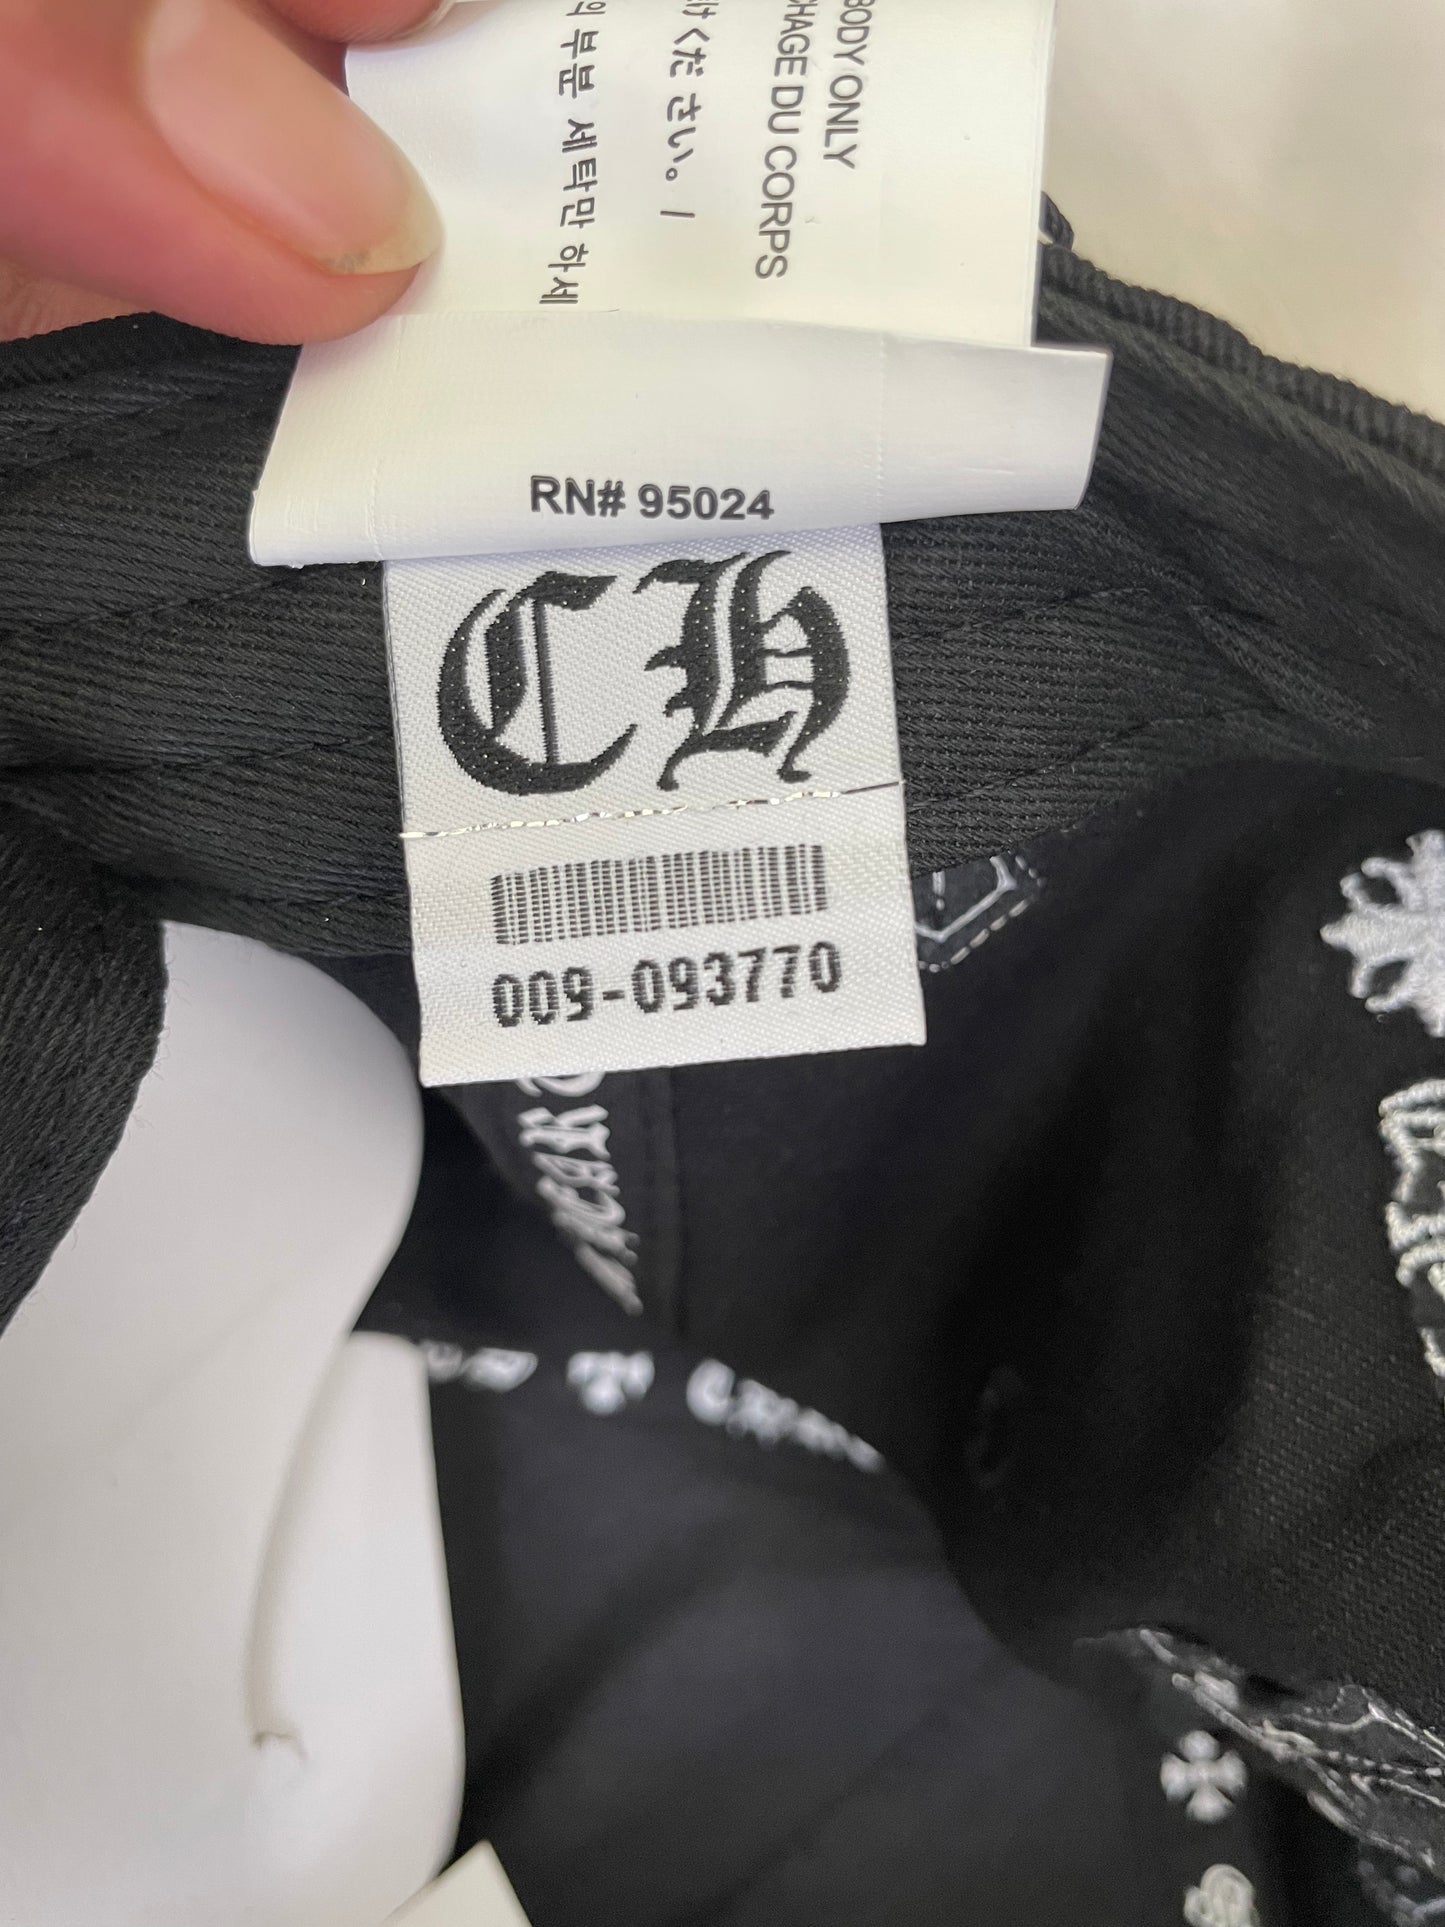 BODY ONLY
CHAGE DU CORPS
けください。 /
의 부분 세탁만 하세
RN# 95024
CH
009-093770